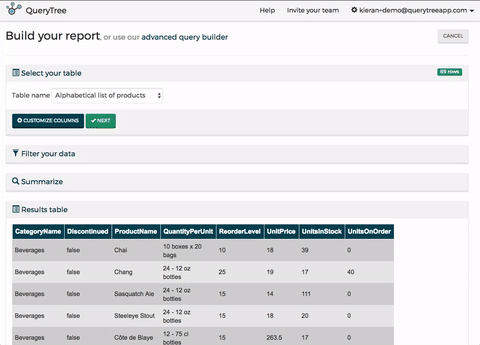 QueryTree
Help Invite your team kieran+demo@querytreeapp.com
Build your report, or use our advanced query builder
CANCEL
Select your table
69 rows
Table name Alphabetical list of products
CUSTOMIZE COLUMNS NEXT
Filter your data
Summarize
Results table
CategoryName Discontinued ProductName QuantityPerUnit ReorderLevel UnitPrice UnitsInStock UnitsOnOrder
Beverages false Chai 10 boxes x 20 bags 10 18 39 0
Beverages false Chang 24 - 12 oz bottles 25 19 17 40
Beverages false Sasquatch Ale 24 - 12 oz bottles 15 14 111 0
Beverages false Steeleye Stout 24 - 12 oz bottles 15 18 20 0
Beverages false Côte de Blaye 12 - 75 cl bottles 15 263.5 17 0